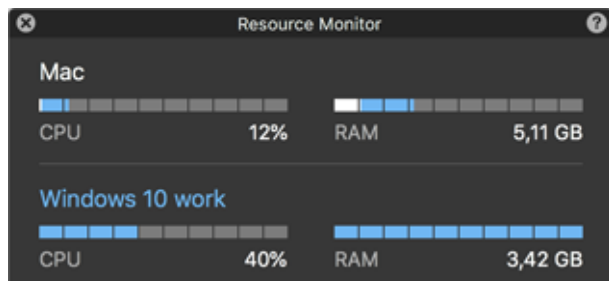 Resource Monitor
Mac
CPU 12% RAM 5,11 GB
Windows 10 work
CPU 40% RAM 3,42 GB